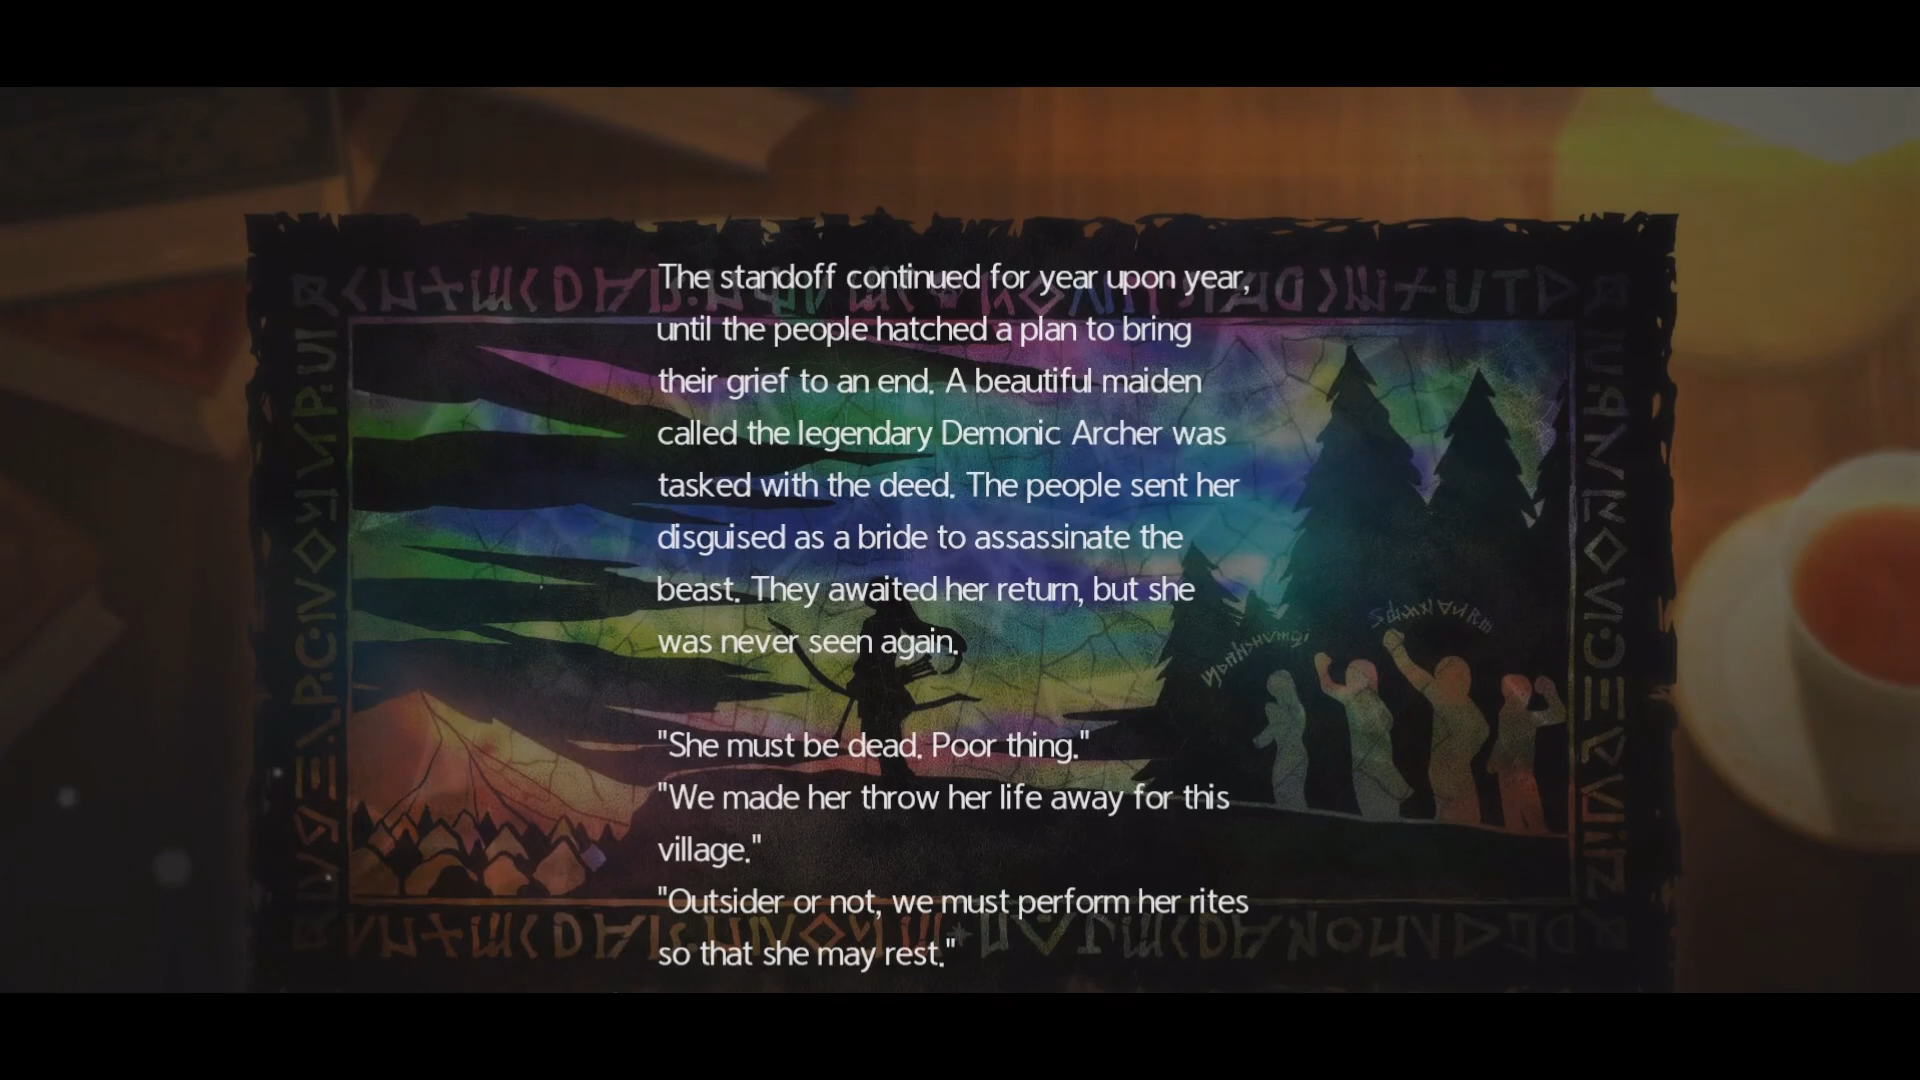 The standoff continued for year upon year,
until the people hatched a plan to bring
their grief to an end. A beautiful maiden
called the legendary Demonic Archer was
tasked with the deed. The people sent her
disguised as a bride to assassinate the
beast. They awaited her return, but she
was never seen again.
"She must be dead. Poor thing."
"We made her throw her life away for this
village."
"Outsider or not, we must perform her rites
so that she may rest."